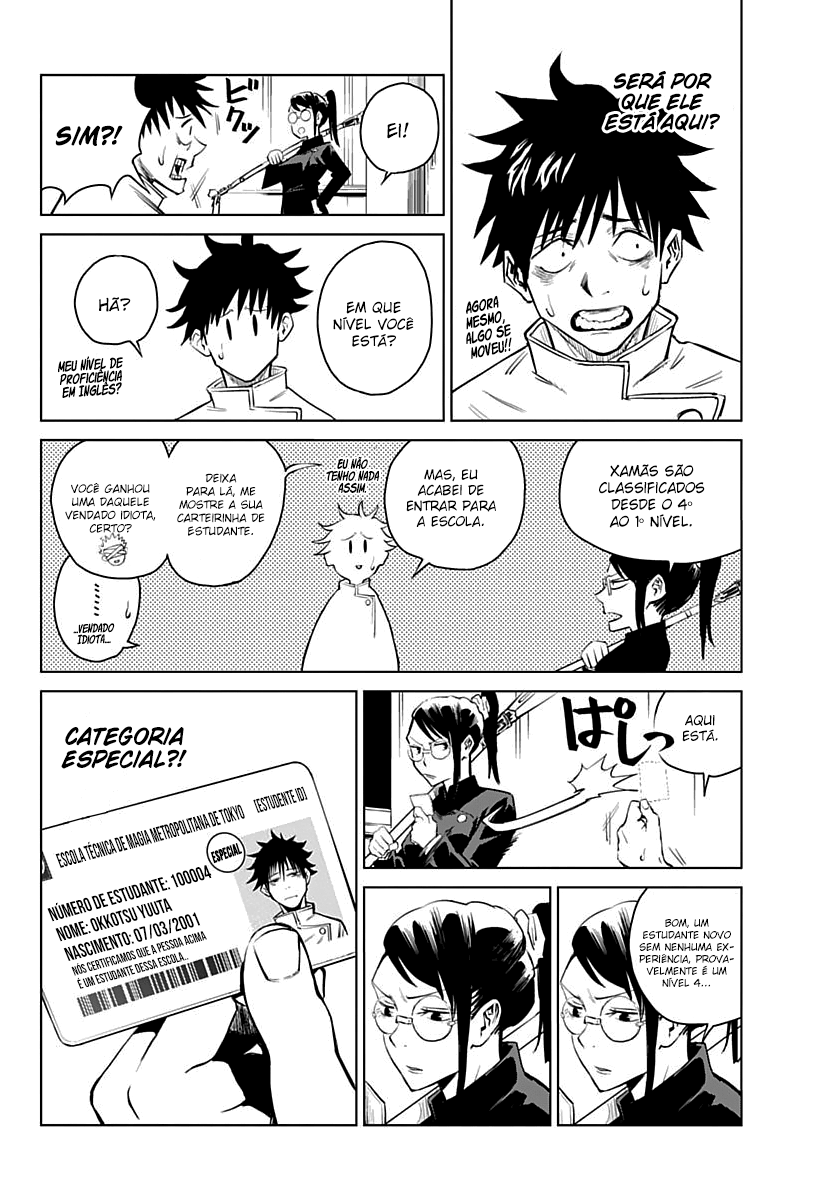 SERÁ POR
QUE ELE
ESTÁ AQUI?
AGORA
MESMO,
ALGO SE
MOVEU!!
EI!
ビクッ
SIM?!
EM QUE
NÍVEL VOCÊ
ESTÁ?
HÃ?
MEU NÍVEL DE
PROFICIÊNCIA
EM INGLÊS?
XAMÃS SÃO
CLASSIFICADOS
DESDE O 4º
AO 1º NÍVEL.
MAS, EU
ACABEI DE
ENTRAR PARA
A ESCOLA.
EU NÃO
TENHO NADA
ASSIM.
DEIXA
PARA LÁ, ME
MOSTRE A SUA
CARTEIRINHA DE
ESTUDANTE.
VOCÊ GANHOU
UMA DAQUELE
VENDADO IDIOTA,
CERTO?
......
...VENDADO
IDIOTA...
AQUI
ESTÁ.
ぱしっ
BOM, UM
ESTUDANTE NOVO
SEM NENHUMA EX-
PERIÊNCIA, PROVA-
VELMENTE É UM
NÍVEL 4...
CATEGORIA
ESPECIAL?!
ESCOLA TÉCNICA DE MAGIA METROPOLITANA DE TOKYO [ESTUDENTE ID]
ESPECIAL
NÚMERO DE ESTUDANTE: 100004
NOME: OKKOTSU YUUTA
NASCIMENTO: 07/03/2001
NÓS CERTIFICAMOS QUE A PESSOA ACIMA
É UM ESTUDANTE DESSA ESCOLA..